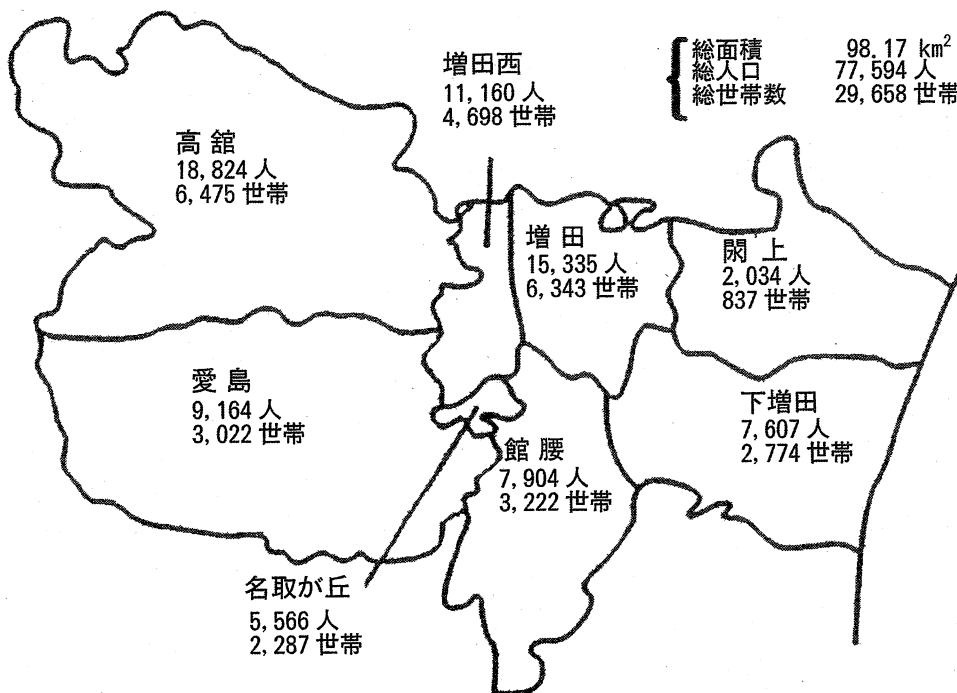 総面積 98.17 km²
総人口 77,594 人
総世帯数 29,658 世帯
増田西
11,160 人
4,698 世帯
高舘
18,824 人
6,475 世帯
増田
15,335 人
6,343 世帯
閖上
2,034 人
837 世帯
愛島
9,164 人
3,022 世帯
下増田
7,607 人
2,774 世帯
館腰
7,904 人
3,222 世帯
名取が丘
5,566 人
2,287 世帯